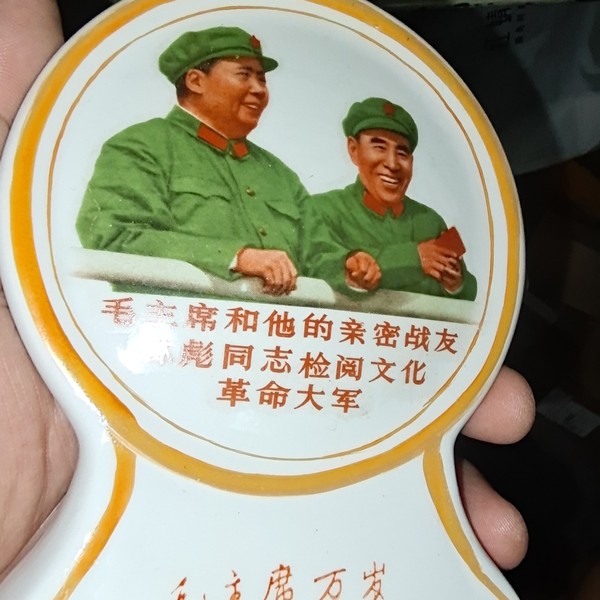 毛主席和他的亲密战友
林彪同志检阅文化
革命大军
毛主席万岁